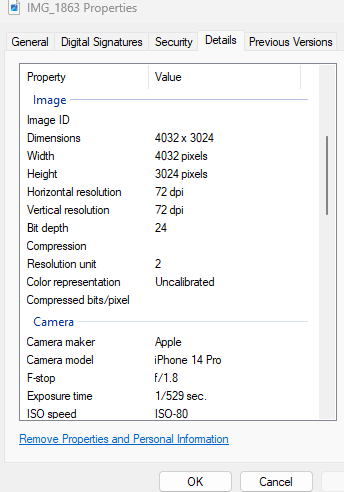 IMG_1863 Properties
General Digital Signatures Security Details Previous Versions
Property Value
Image
Image ID
Dimensions 4032 x 3024
Width 4032 pixels
Height 3024 pixels
Horizontal resolution 72 dpi
Vertical resolution 72 dpi
Bit depth 24
Compression
Resolution unit 2
Color representation Uncalibrated
Compressed bits/pixel
Camera
Camera maker Apple
Camera model iPhone 14 Pro
F-stop f/1.8
Exposure time 1/529 sec.
ISO speed ISO-80
Remove Properties and Personal Information
OK Cancel